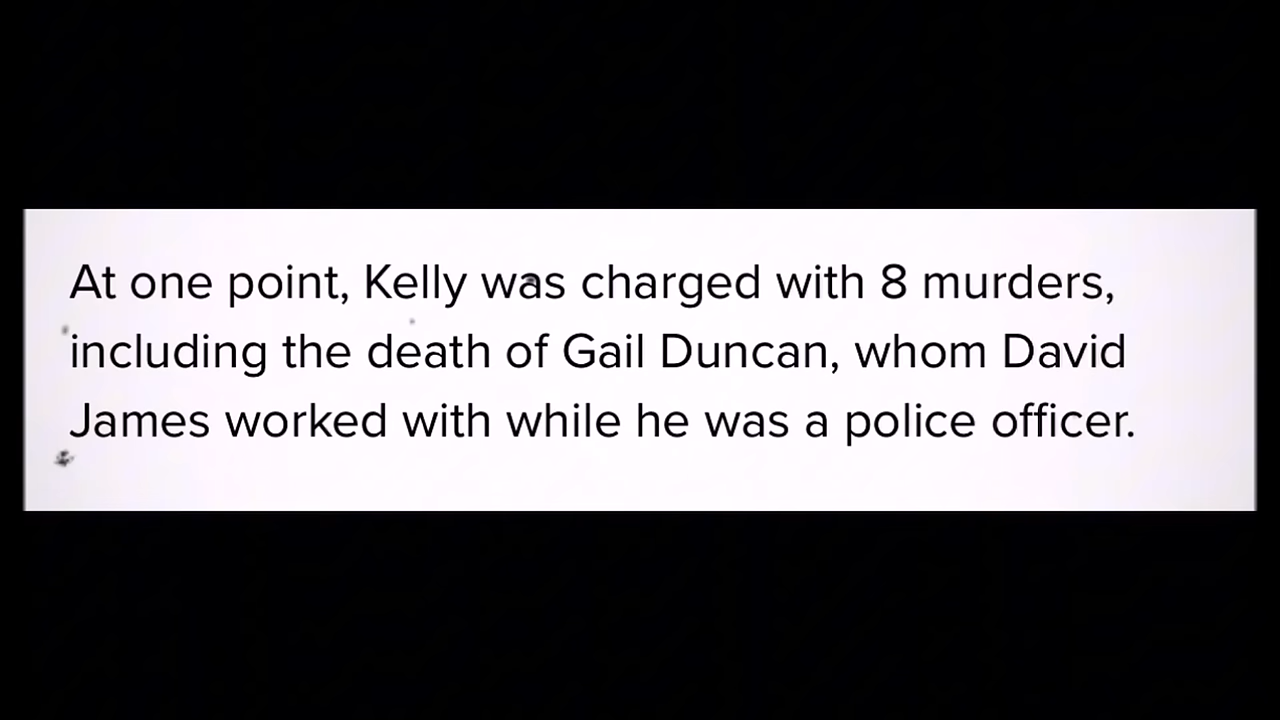 At one point, Kelly was charged with 8 murders,
including the death of Gail Duncan, whom David
James worked with while he was a police officer.